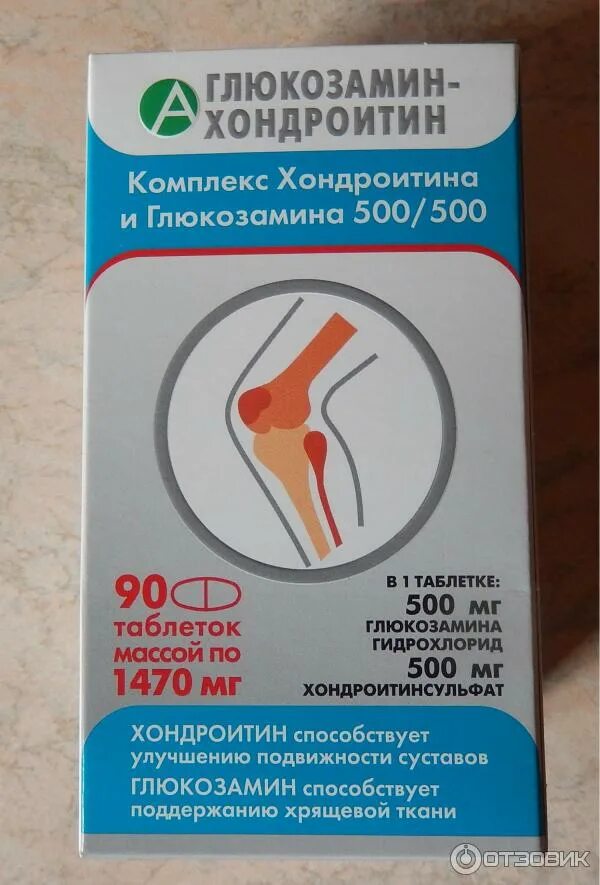 А ГЛЮКОЗАМИН-
ХОНДРОИТИН
Комплекс Хондроитина
и Глюкозамина 500/500
90
таблеток
массой по
1470 мг
В 1 ТАБЛЕТКЕ:
500 мг
ГЛЮКОЗАМИНА
ГИДРОХЛОРИД
500 мг
ХОНДРОИТИНСУЛЬФАТ
ХОНДРОИТИН способствует
улучшению подвижности суставов
ГЛЮКОЗАМИН способствует
поддержанию хрящевой ткани
ОТЗОВИК